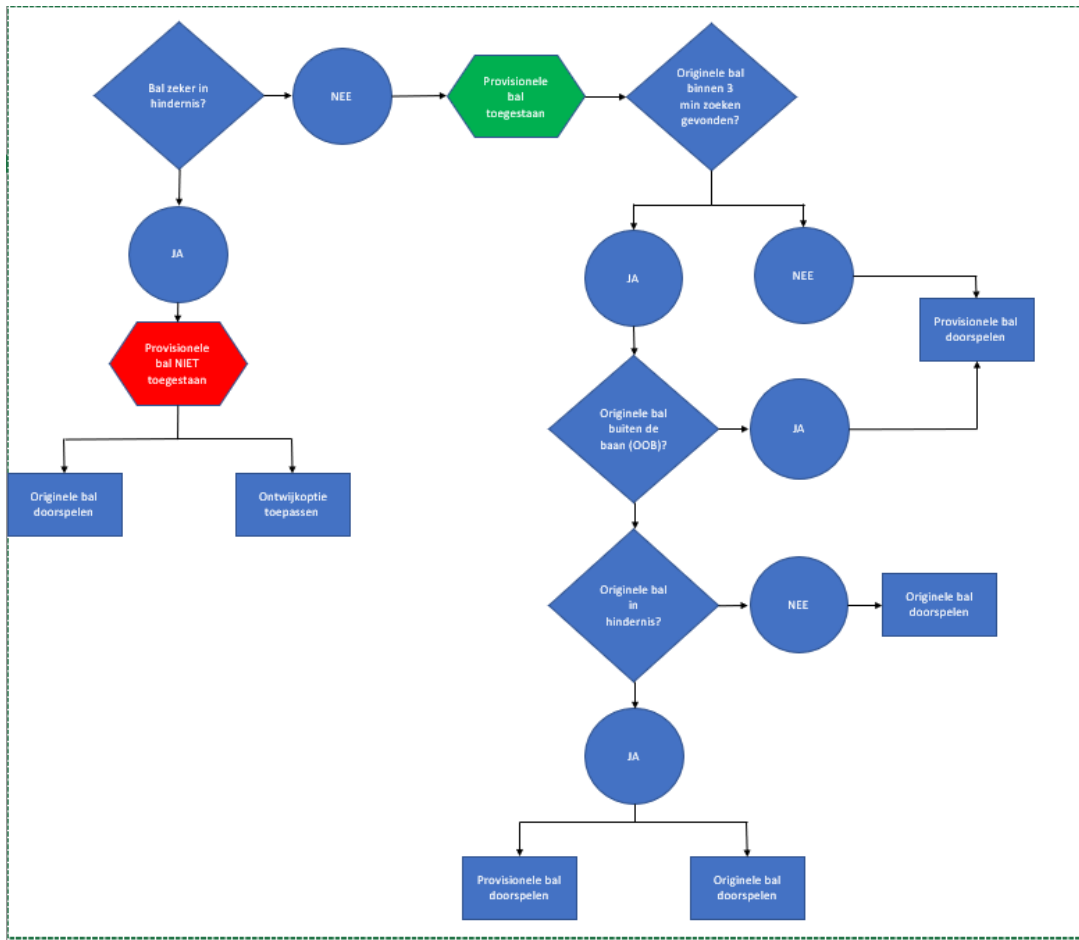 Bal zeker in
hindernis?
NEE
Provisionele
bal
toegestaan
Originele bal
binnen 3
min zoeken
gevonden?
JA
JA
NEE
Provisionele
bal NIET
toegestaan
Provisionele bal
doorspelen
Originele bal
buiten de
baan (OOB)?
JA
Originele bal
doorspelen
Ontwijkoptie
toepassen
Originele bal
in
hindernis?
NEE
Originele bal
doorspelen
JA
Provisionele bal
doorspelen
Originele bal
doorspelen